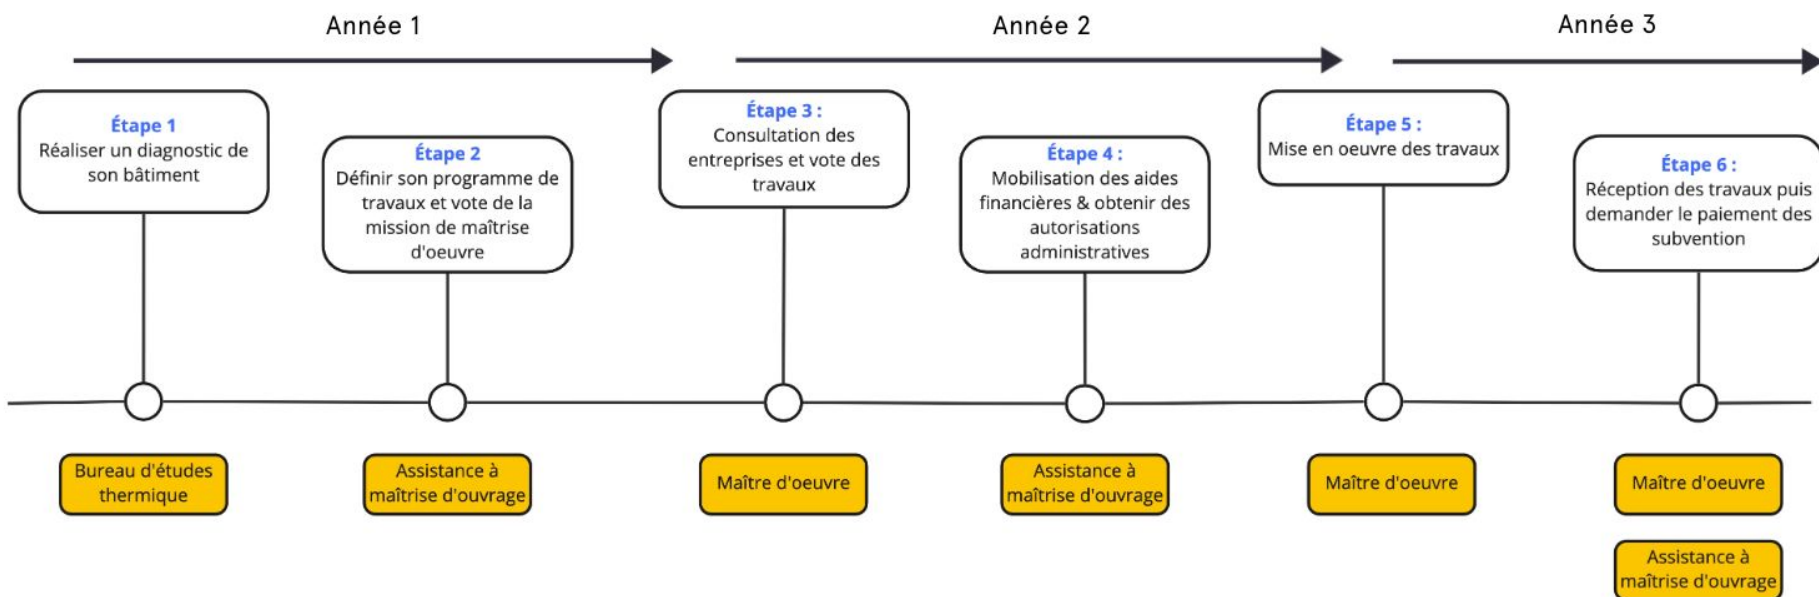 Année 1
Année 2
Année 3
Étape 1
Réaliser un diagnostic de
son bâtiment
Étape 2
Définir son programme de
travaux et vote de la
mission de maîtrise
d'oeuvre
Étape 3 :
Consultation des
entreprises et vote des
travaux
Étape 4 :
Mobilisation des aides
financières & obtenir des
autorisations
administratives
Étape 5 :
Mise en oeuvre des travaux
Étape 6 :
Réception des travaux puis
demander le paiement des
subvention
Bureau d'études
thermique
Assistance à
maîtrise d'ouvrage
Maître d'oeuvre
Assistance à
maîtrise d'ouvrage
Maître d'oeuvre
Maître d'oeuvre
Assistance à
maîtrise d'ouvrage